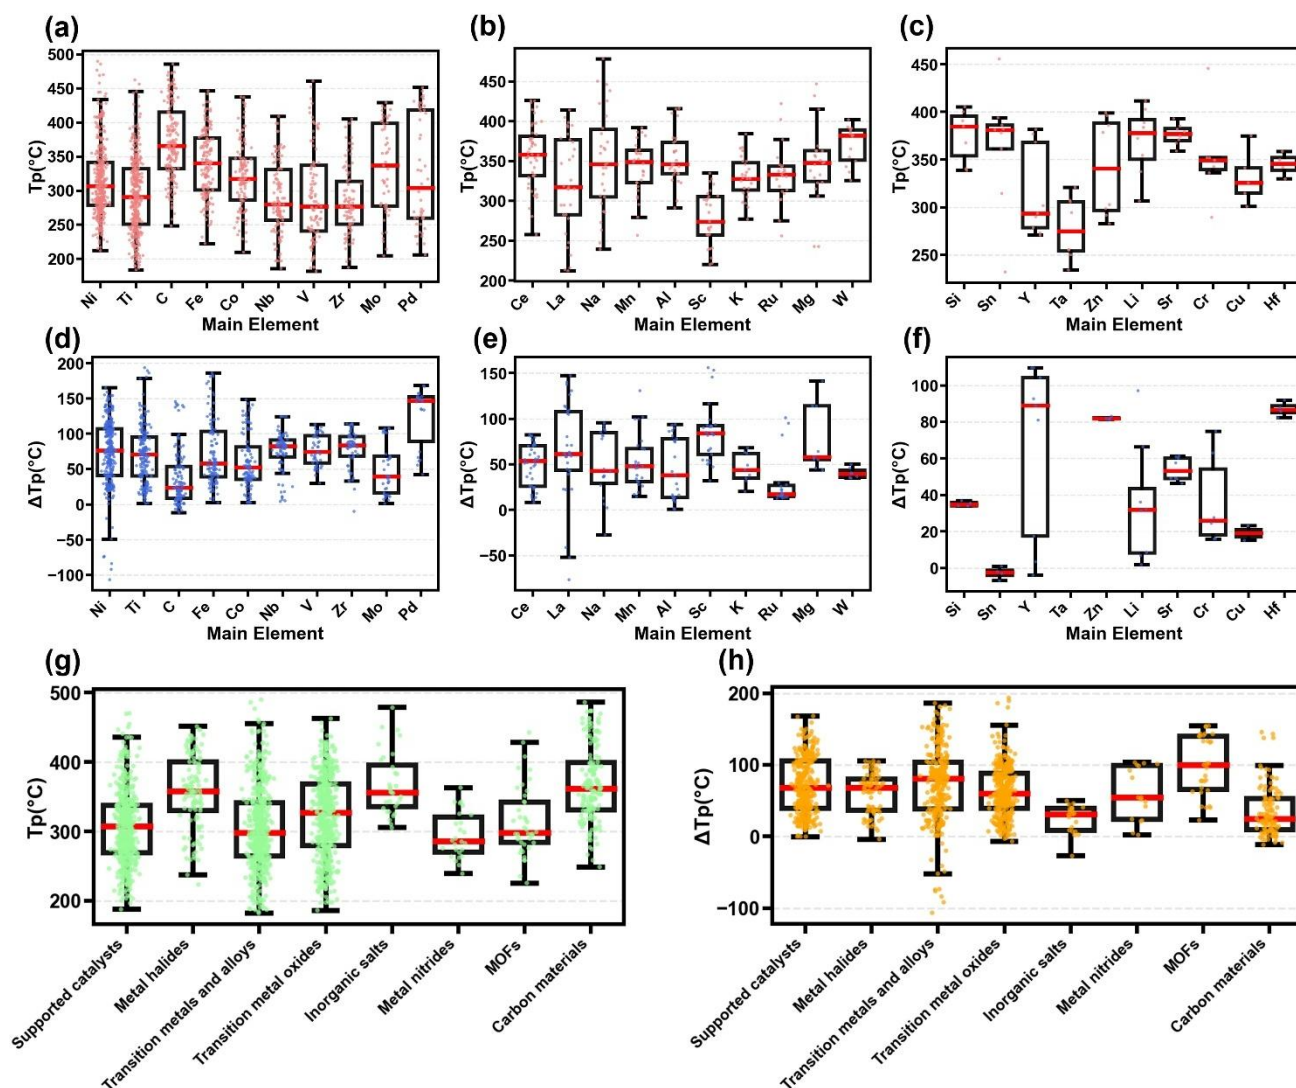 (a)
Tp(°C)
500
450
400
350
300
250
200
Ni Ti C Fe Co Nb V Zr Mo Pd
Main Element
(b)
Tp(°C)
450
400
350
300
250
200
Ce La Na Mn Al Sc K Ru Mg W
Main Element
(c)
Tp(°C)
450
400
350
300
250
Si Sn Y Ta Zn Li Sr Cr Cu Hf
Main Element
(d)
ΔTp(°C)
200
150
100
50
0
−50
−100
Ni Ti C Fe Co Nb V Zr Mo Pd
Main Element
(e)
ΔTp(°C)
150
100
50
0
−50
Ce La Na Mn Al Sc K Ru Mg W
Main Element
(f)
ΔTp(°C)
100
80
60
40
20
0
Si Sn Y Ta Zn Li Sr Cr Cu Hf
Main Element
(g)
Tp(°C)
500
400
300
200
Supported catalysts
Metal halides
Transition metals and alloys
Transition metal oxides
Inorganic salts
Metal nitrides
MOFs
Carbon materials
(h)
ΔTp(°C)
200
100
0
−100
Supported catalysts
Metal halides
Transition metals and alloys
Transition metal oxides
Inorganic salts
Metal nitrides
MOFs
Carbon materials